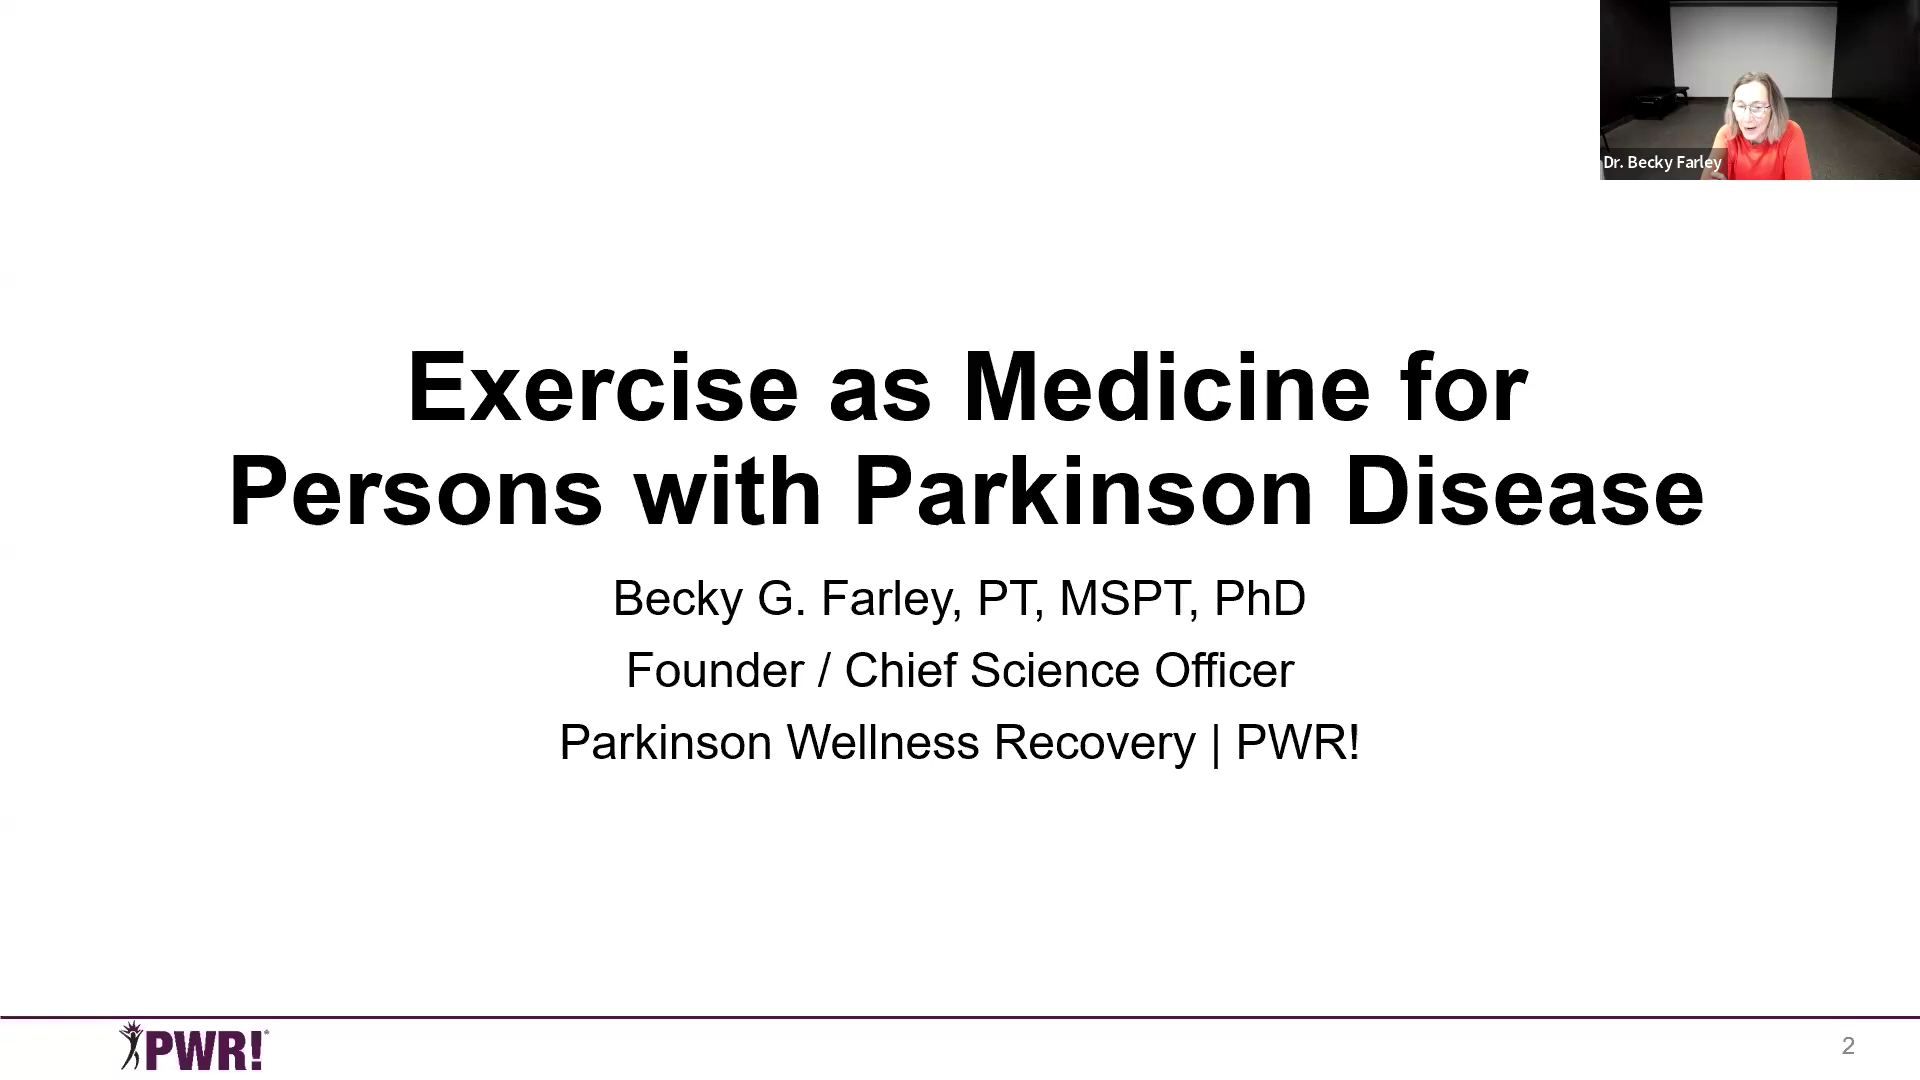 Dr. Becky Farley
Exercise as Medicine for
Persons with Parkinson Disease
Becky G. Farley, PT, MSPT, PhD
Founder / Chief Science Officer
Parkinson Wellness Recovery | PWR!
PWR!®
2